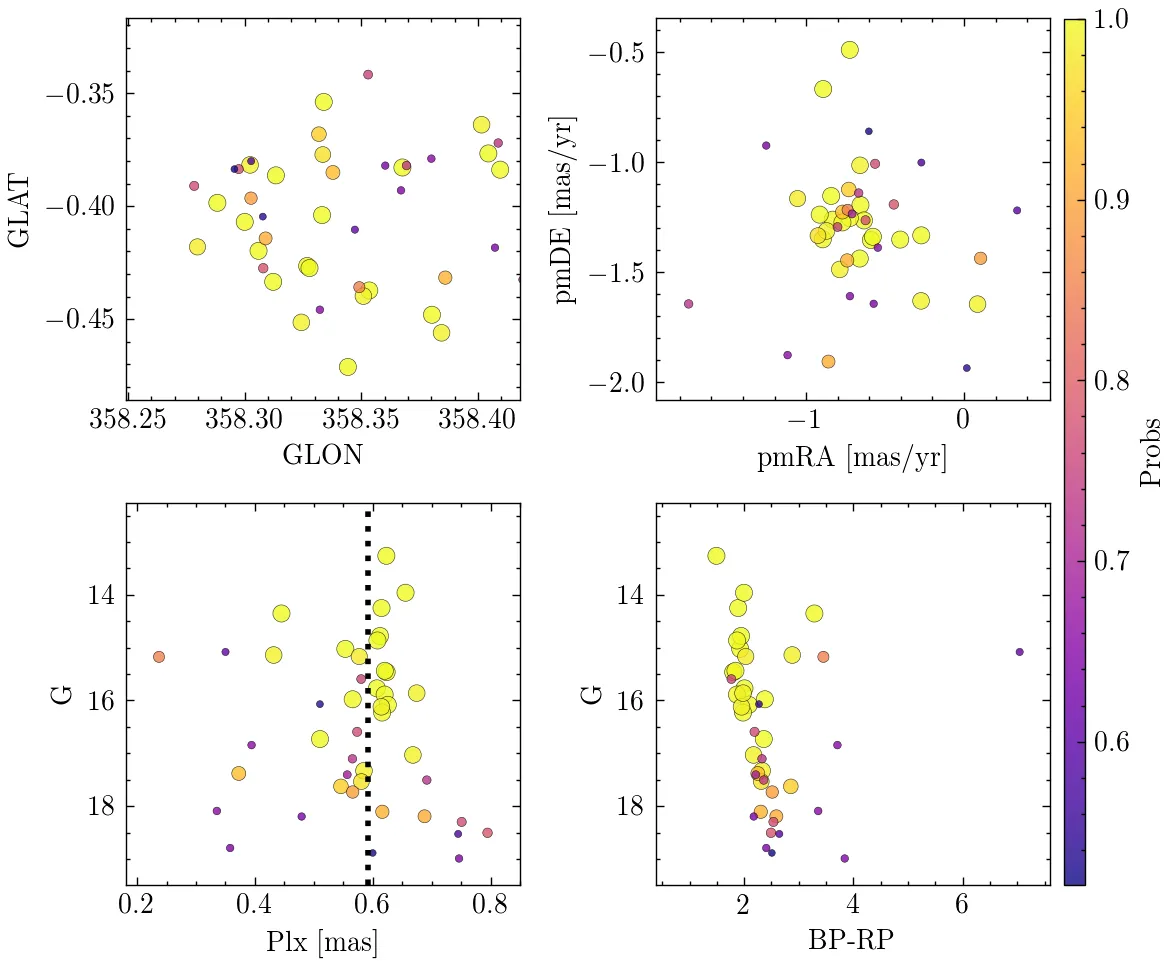 −0.35
−0.40
−0.45
GLAT
358.25 358.30 358.35 358.40
GLON
−0.5
−1.0
−1.5
−2.0
pmDE [mas/yr]
−1 0
pmRA [mas/yr]
1.0
0.9
0.8
0.7
0.6
Probs
14
16
18
G
0.2 0.4 0.6 0.8
Plx [mas]
14
16
18
G
2 4 6
BP-RP